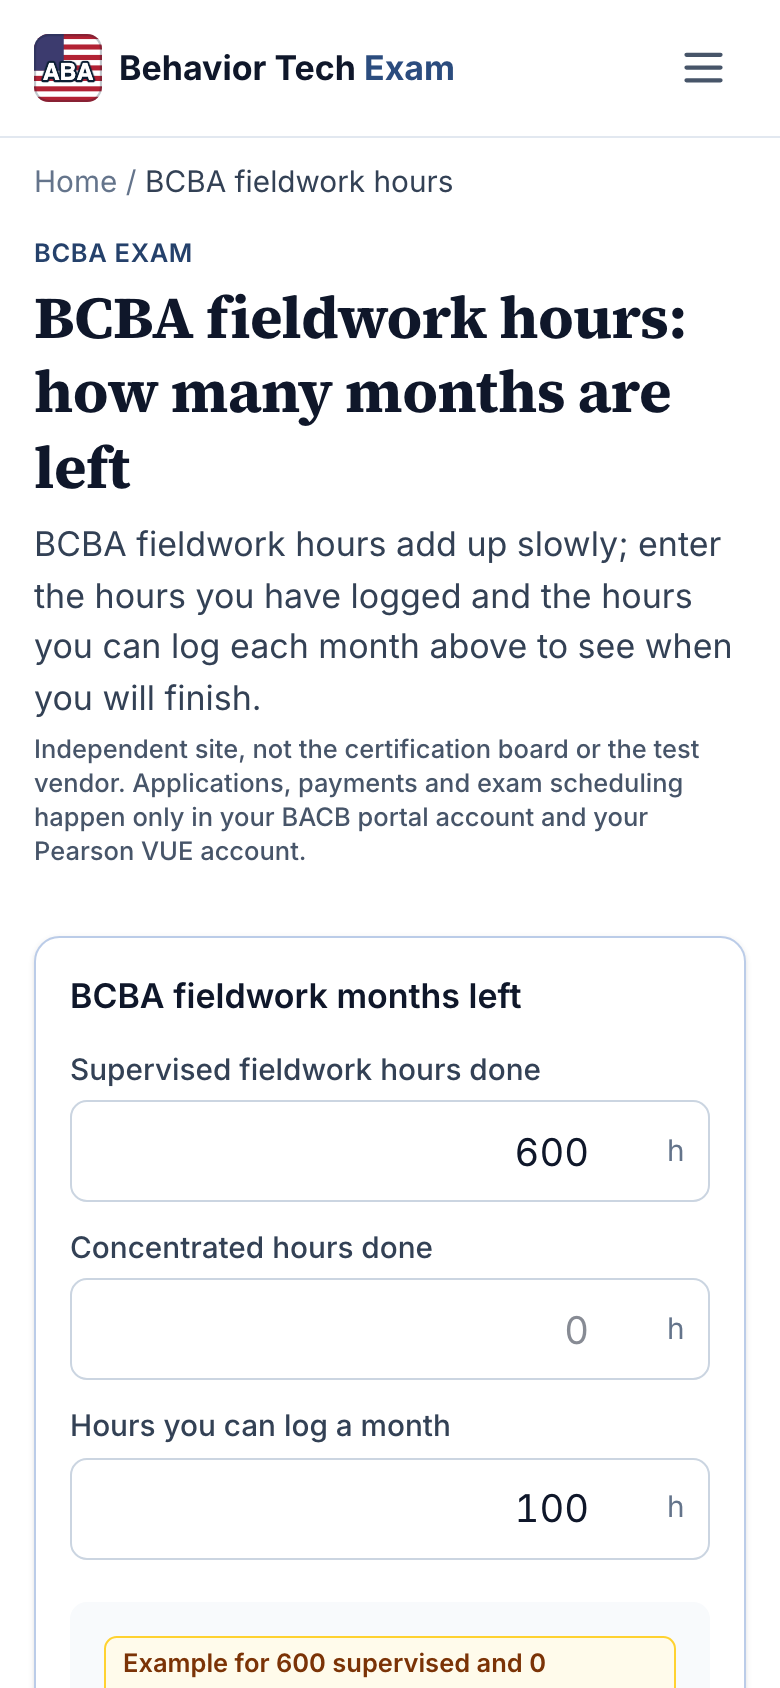 ABA Behavior Tech Exam
Home / BCBA fieldwork hours
BCBA EXAM
BCBA fieldwork hours:
how many months are
left
BCBA fieldwork hours add up slowly; enter
the hours you have logged and the hours
you can log each month above to see when
you will finish.
Independent site, not the certification board or the test
vendor. Applications, payments and exam scheduling
happen only in your BACB portal account and your
Pearson VUE account.
BCBA fieldwork months left
Supervised fieldwork hours done
600 h
Concentrated hours done
0 h
Hours you can log a month
100 h
Example for 600 supervised and 0